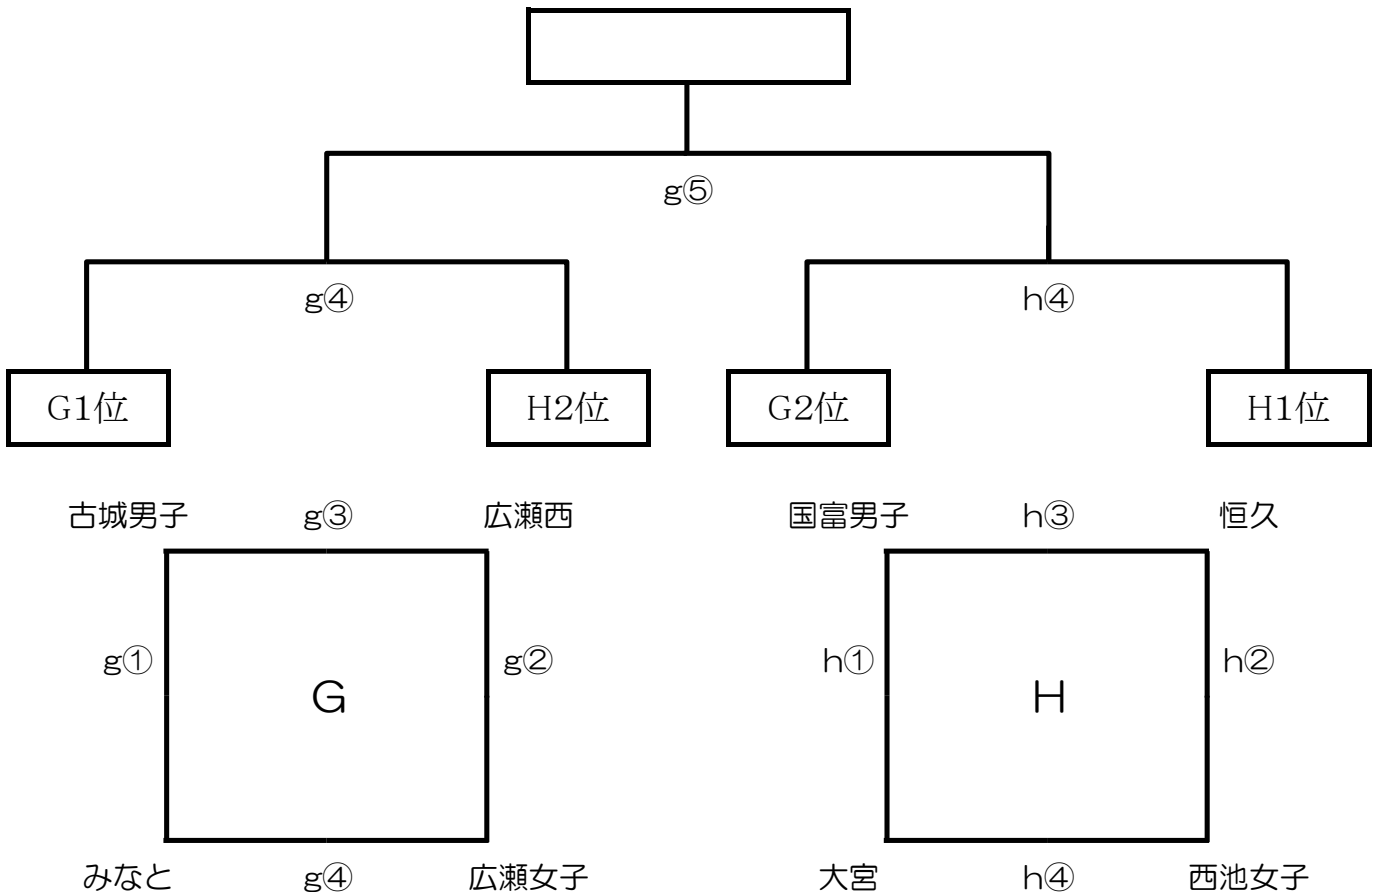 g⑤
g④ h④
G1位 H2位 G2位 H1位
古城男子 g③ 広瀬西 国富男子 h③ 恒久
g① g② h① h②
G H
みなと g④ 広瀬女子 大宮 h④ 西池女子